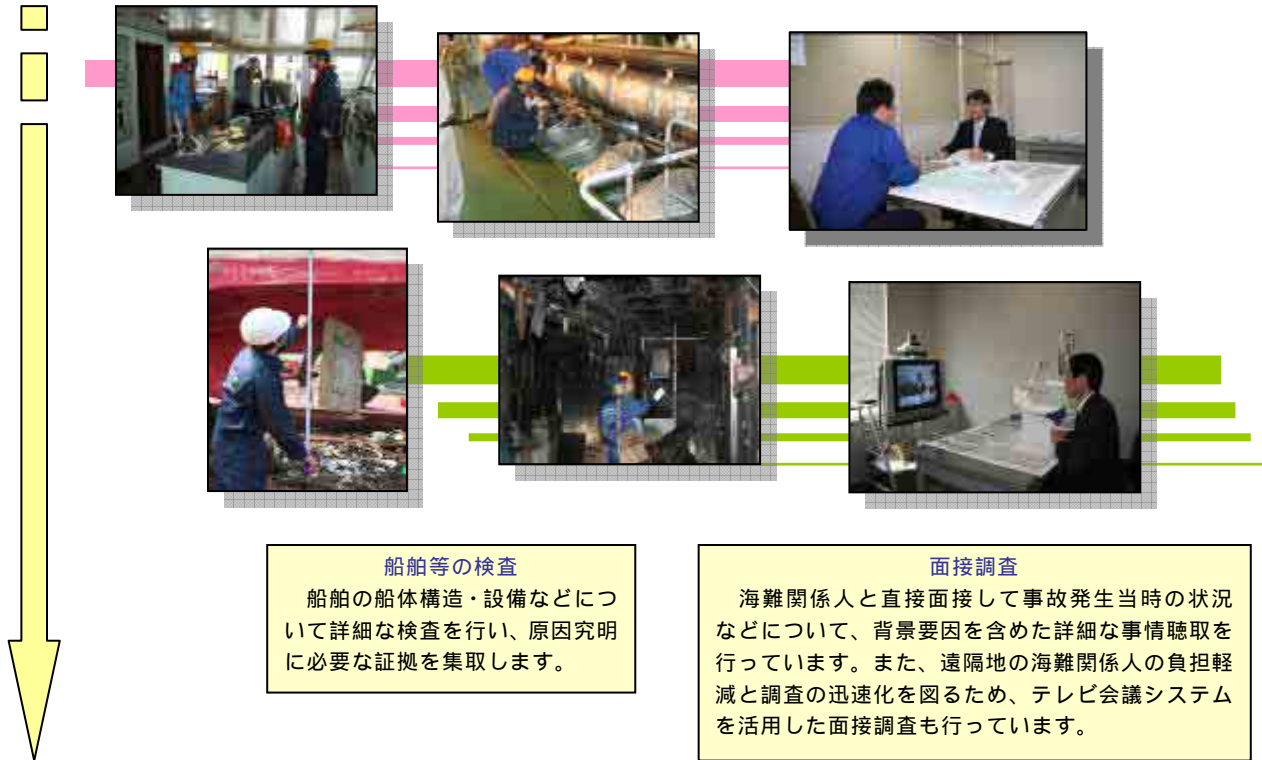 船舶等の検査
船舶の船体構造・設備などにつ
いて詳細な検査を行い、原因究明
に必要な証拠を集取します。
面接調査
海難関係人と直接面接して事故発生当時の状況
などについて、背景要因を含めた詳細な事情聴取を
行っています。また、遠隔地の海難関係人の負担軽
減と調査の迅速化を図るため、テレビ会議システム
を活用した面接調査も行っています。